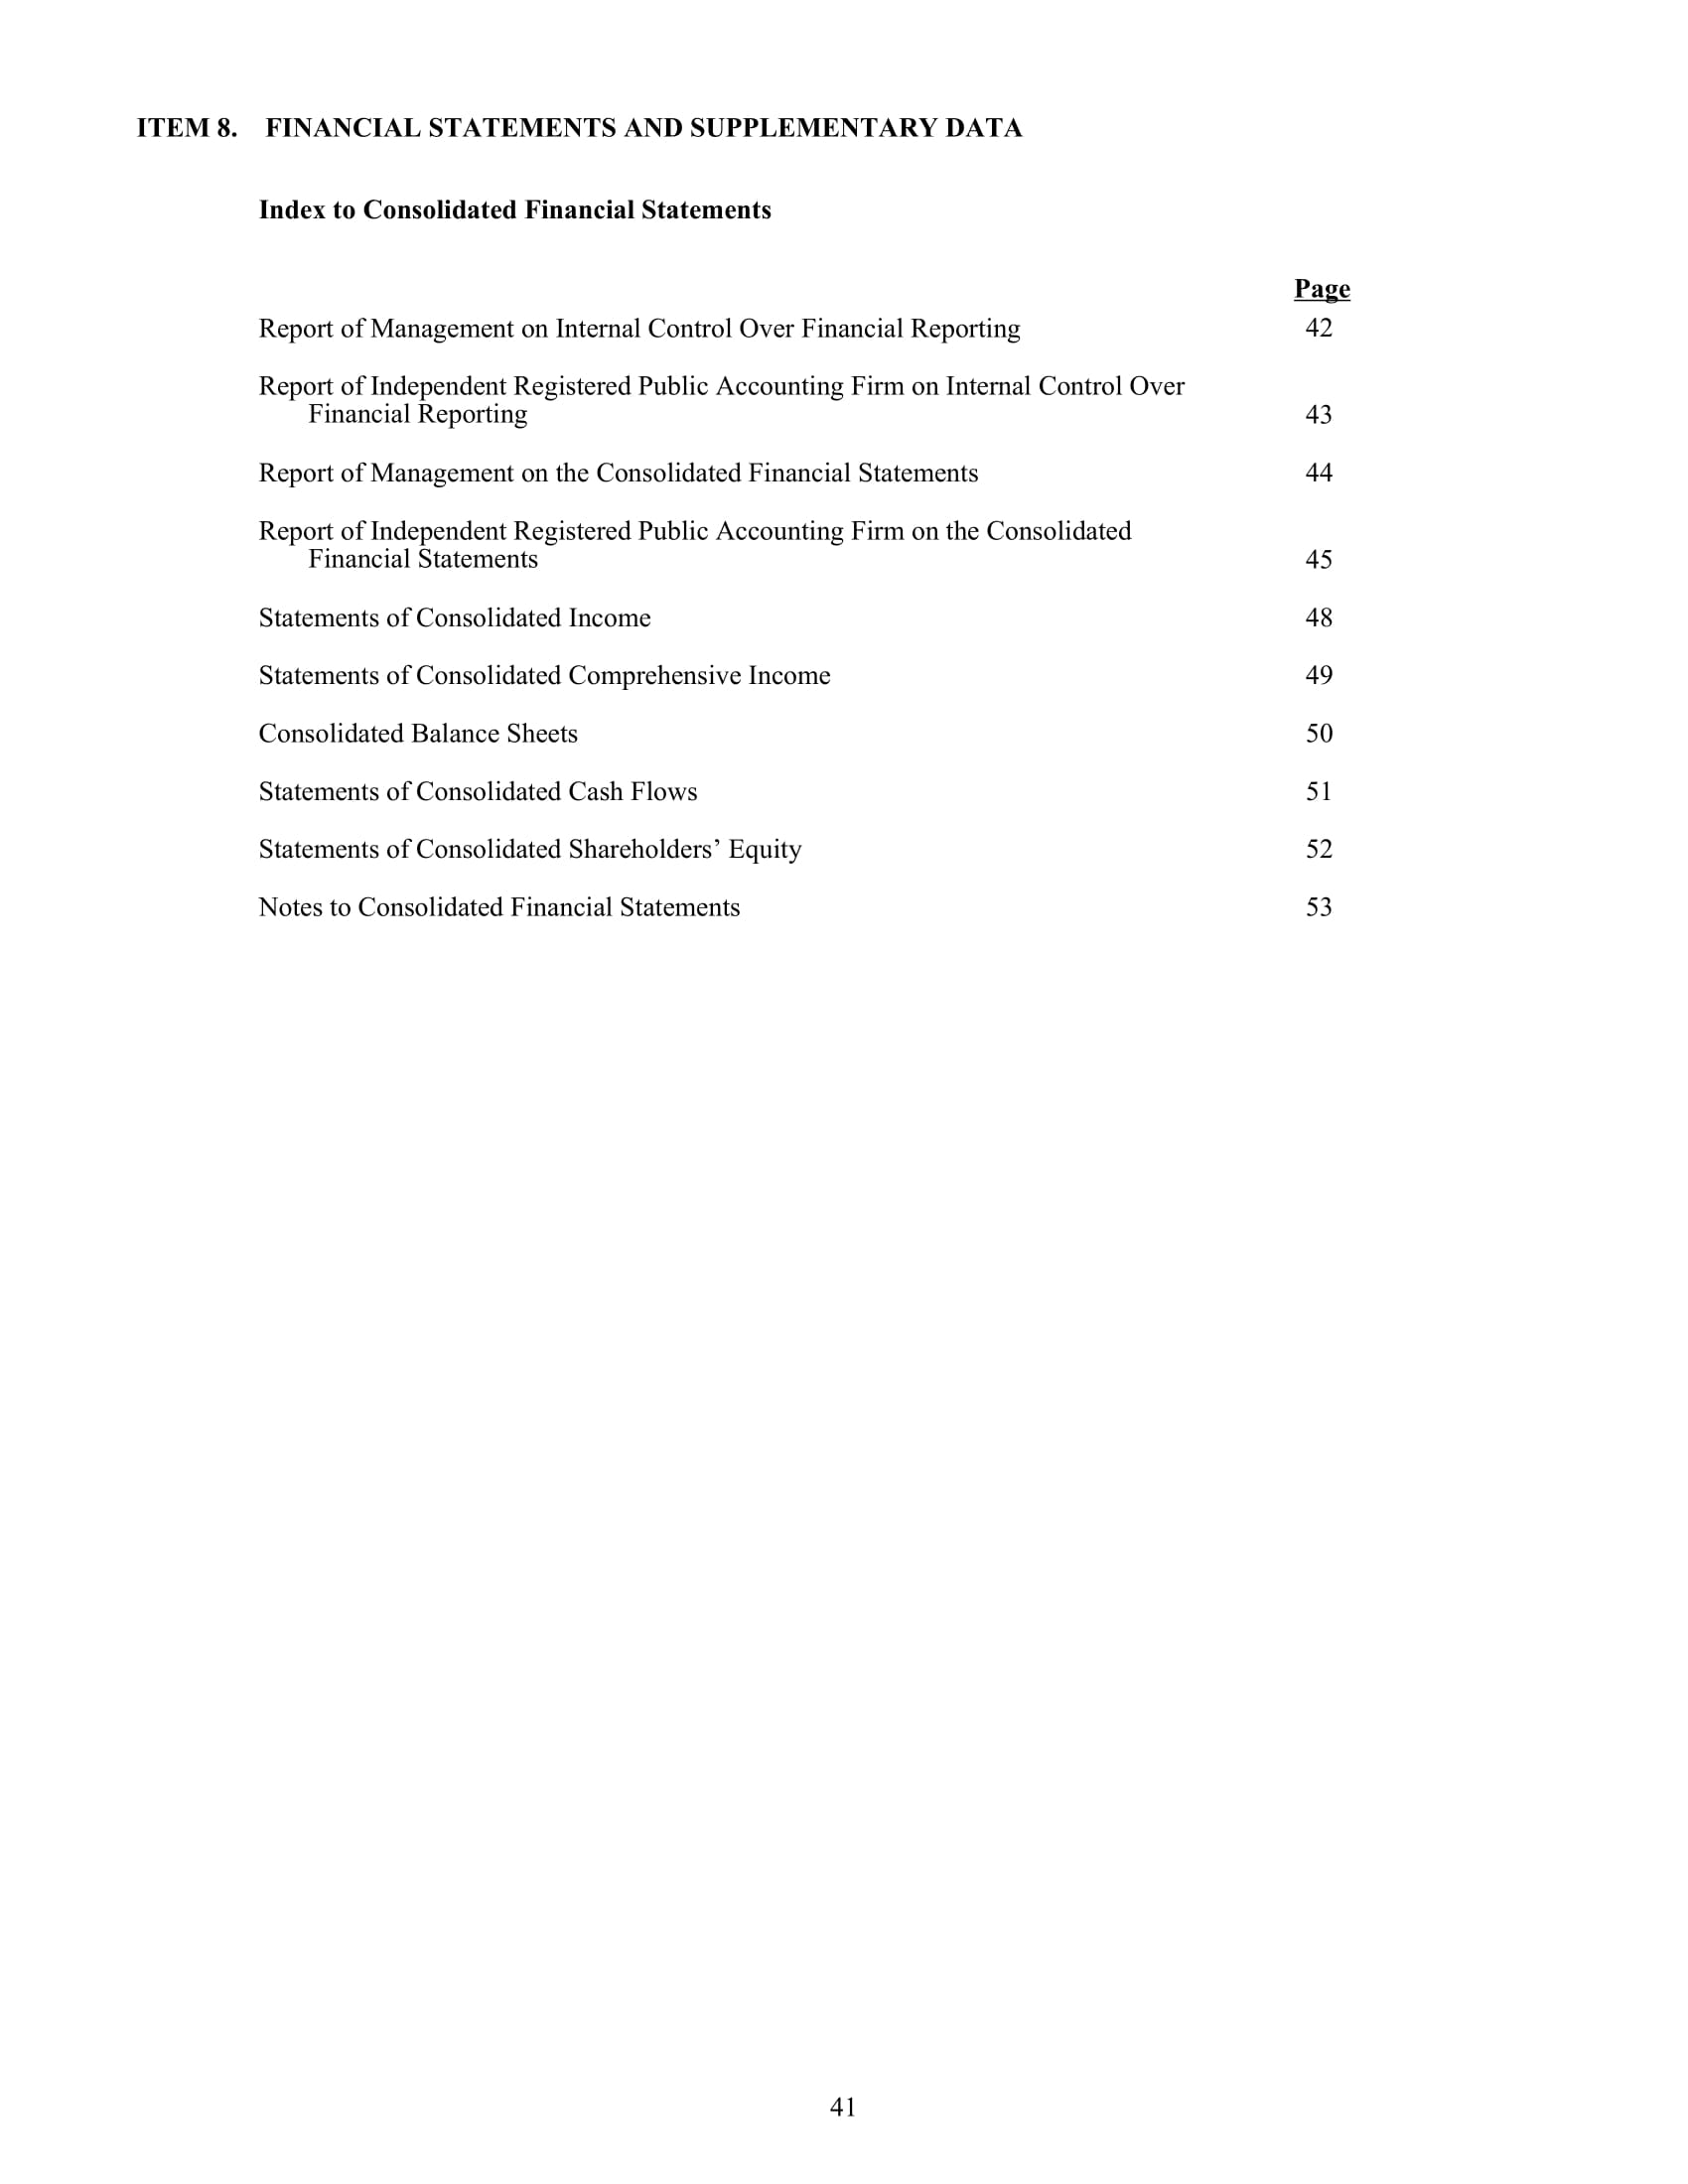 ITEM 8. FINANCIAL STATEMENTS AND SUPPLEMENTARY DATA
Index to Consolidated Financial Statements
Page
Report of Management on Internal Control Over Financial Reporting 42
Report of Independent Registered Public Accounting Firm on Internal Control Over
Financial Reporting 43
Report of Management on the Consolidated Financial Statements 44
Report of Independent Registered Public Accounting Firm on the Consolidated
Financial Statements 45
Statements of Consolidated Income 48
Statements of Consolidated Comprehensive Income 49
Consolidated Balance Sheets 50
Statements of Consolidated Cash Flows 51
Statements of Consolidated Shareholders’ Equity 52
Notes to Consolidated Financial Statements 53
41